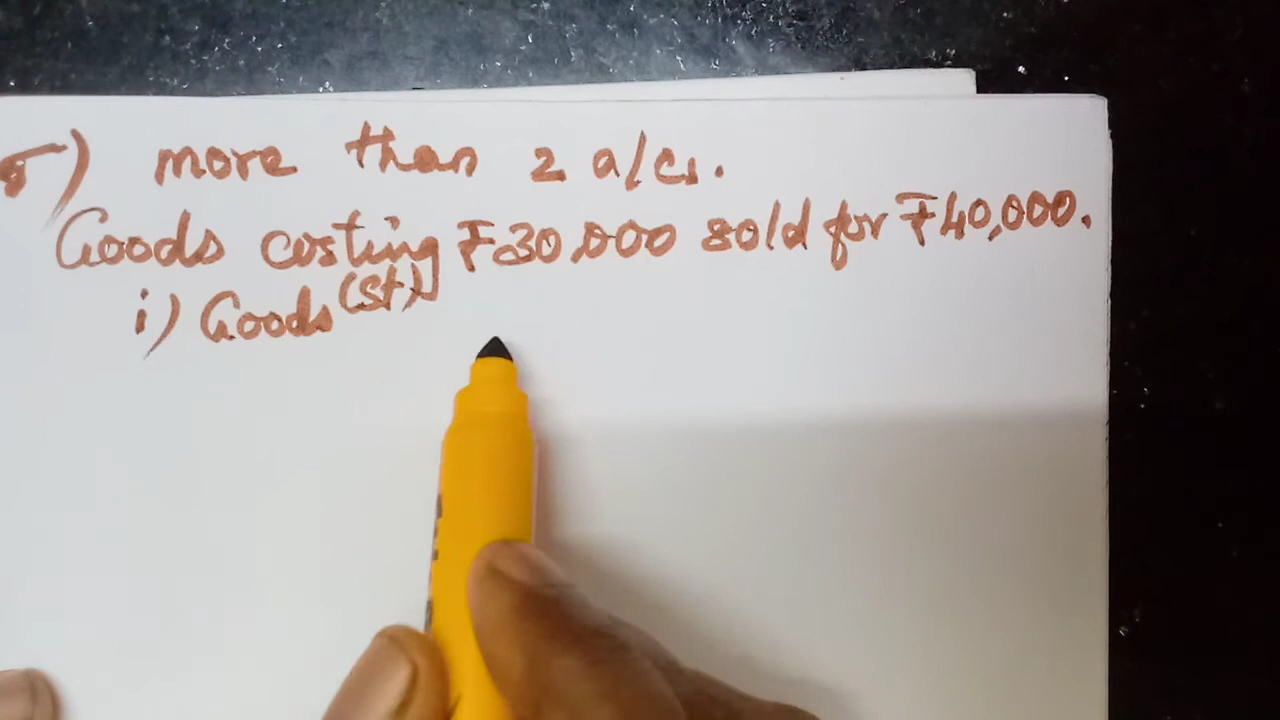 5) more than 2 a/cs.
Goods costing ₹30,000 sold for ₹40,000.
i) Goods (St)